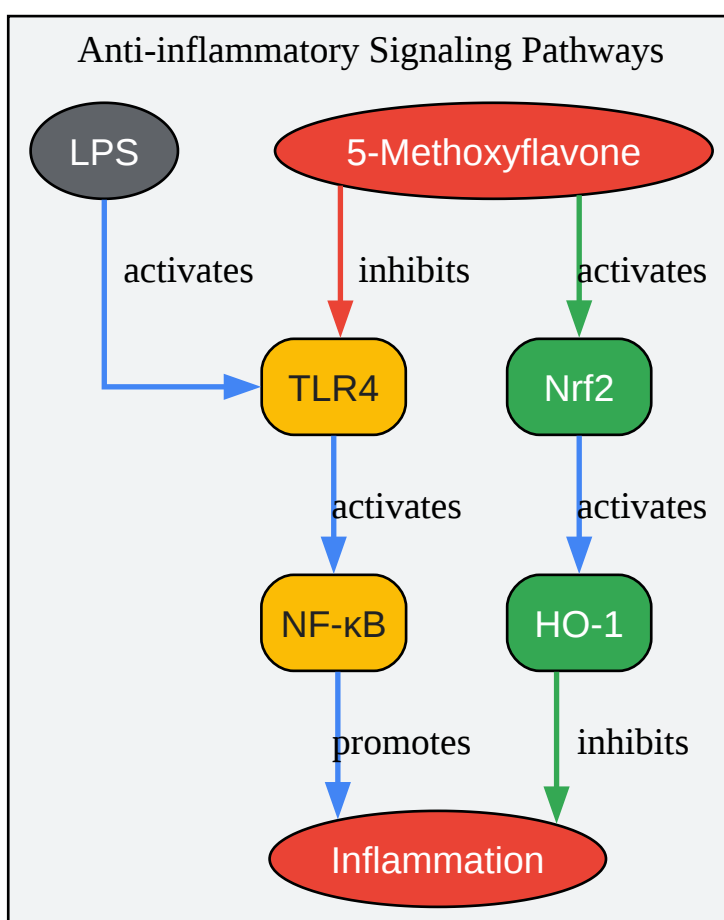 Anti-inflammatory Signaling Pathways
LPS
5-Methoxyflavone
activates
inhibits
activates
TLR4
Nrf2
activates
activates
NF-κB
HO-1
promotes
inhibits
Inflammation